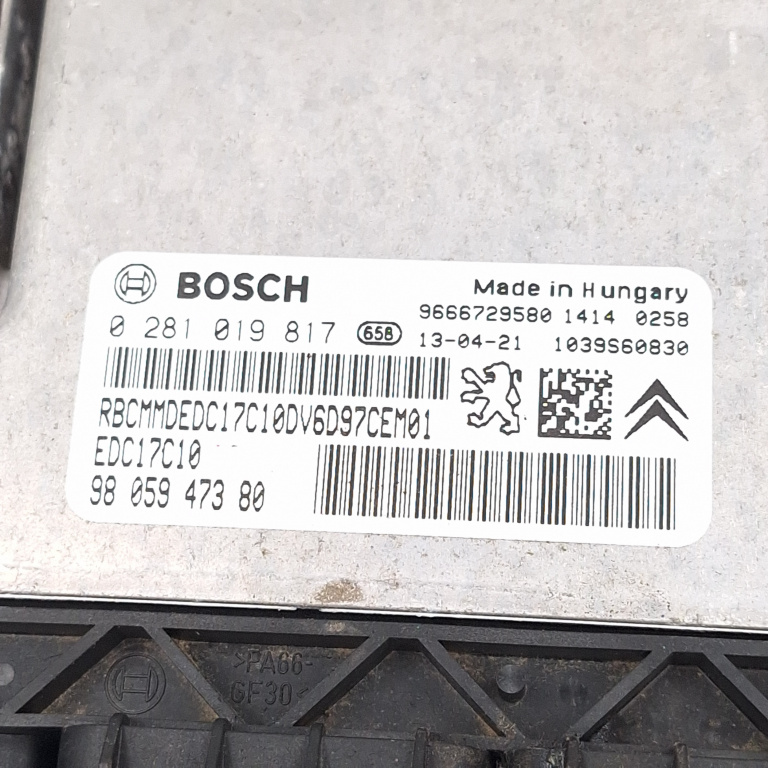 BOSCH
Made in Hungary
9666729580 1414 0258
0 281 019 817 658
13-04-21 1039S60830
RBCMMDEDC17C10DV6D97CEM01
EDC17C10
98 059 473 80
>PA66-
GF30<